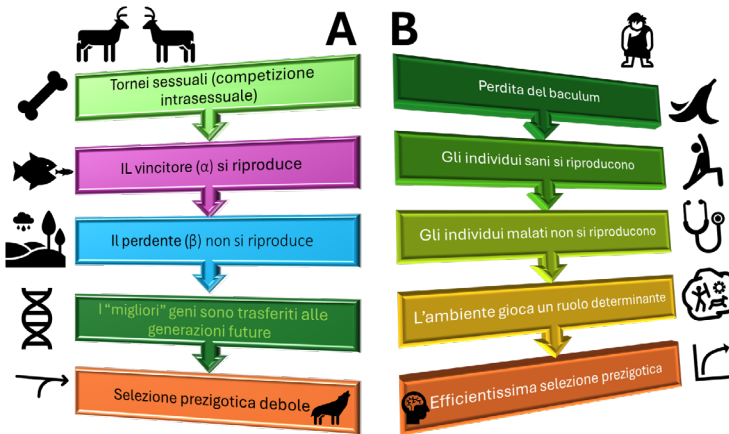 A
Tornei sessuali (competizione
intrasessuale)
IL vincitore (α) si riproduce
Il perdente (β) non si riproduce
I “migliori” geni sono trasferiti alle
generazioni future
Selezione prezigotica debole
B
Perdita del baculum
Gli individui sani si riproducono
Gli individui malati non si riproducono
L’ambiente gioca un ruolo determinante
Efficientissima selezione prezigotica